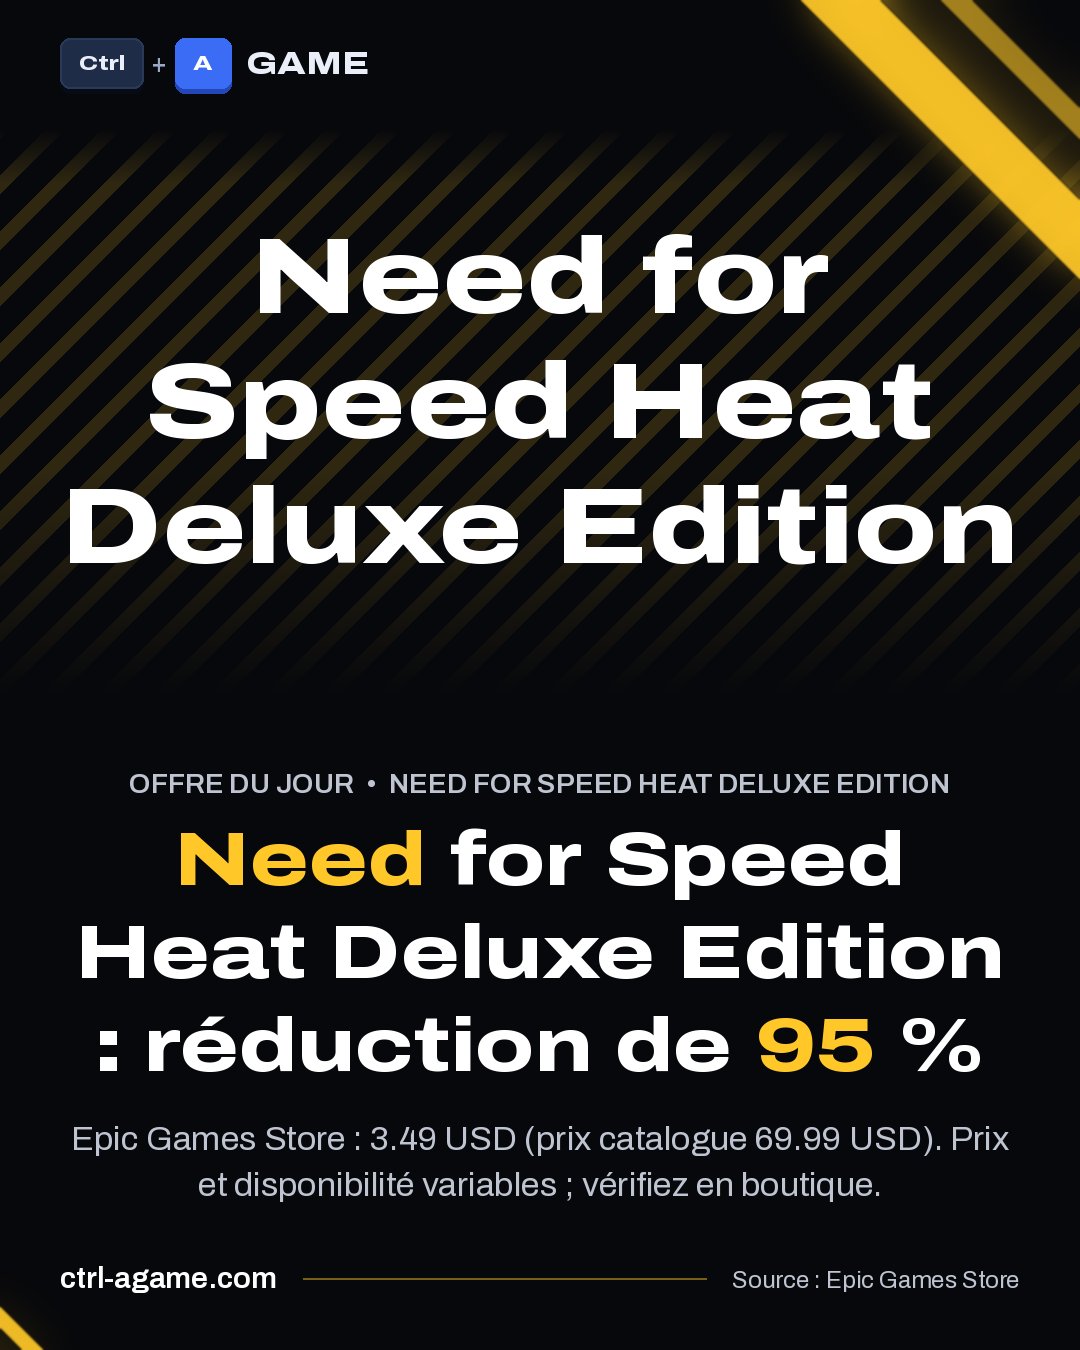 Ctrl + A GAME
Need for
Speed Heat
Deluxe Edition
OFFRE DU JOUR • NEED FOR SPEED HEAT DELUXE EDITION
Need for Speed
Heat Deluxe Edition
: réduction de 95 %
Epic Games Store : 3.49 USD (prix catalogue 69.99 USD). Prix
et disponibilité variables ; vérifiez en boutique.
ctrl-agame.com
Source : Epic Games Store